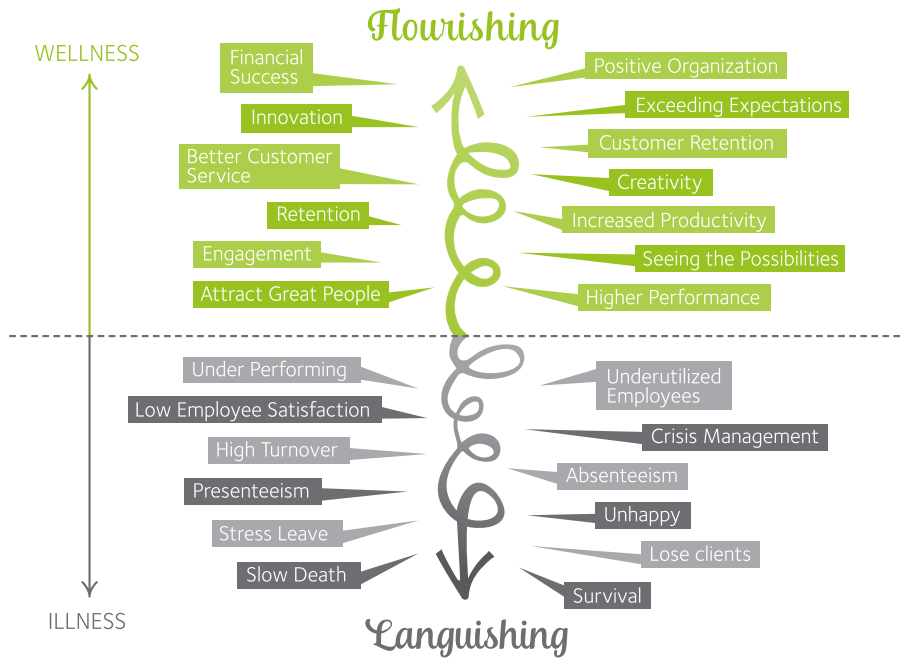 Flourishing
WELLNESS
Financial
Success
Positive Organization
Innovation
Exceeding Expectations
Better Customer
Service
Customer Retention
Creativity
Retention
Increased Productivity
Engagement
Seeing the Possibilities
Attract Great People
Higher Performance
Under Performing
Underutilized
Employees
Low Employee Satisfaction
Crisis Management
High Turnover
Absenteeism
Presenteeism
Unhappy
Stress Leave
Lose clients
Slow Death
Survival
ILLNESS
Languishing